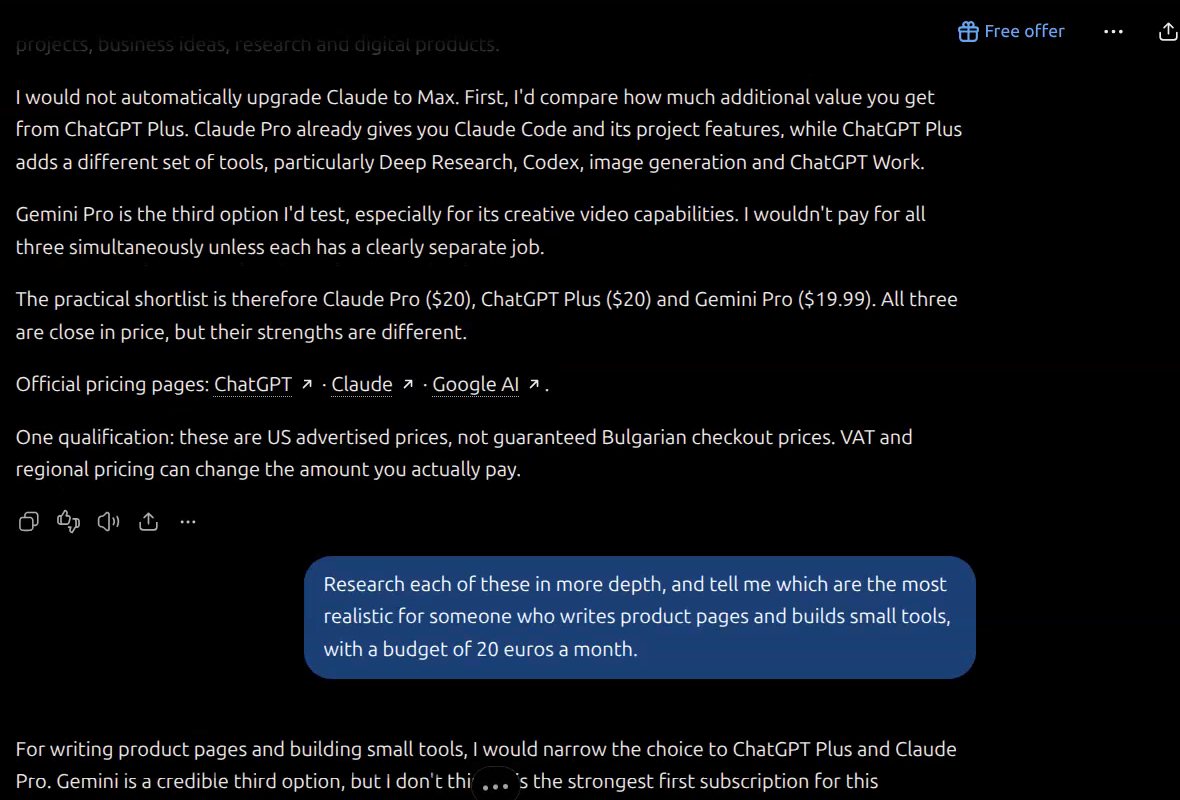 Free offer
projects, business ideas, research and digital products.
I would not automatically upgrade Claude to Max. First, I'd compare how much additional value you get
from ChatGPT Plus. Claude Pro already gives you Claude Code and its project features, while ChatGPT Plus
adds a different set of tools, particularly Deep Research, Codex, image generation and ChatGPT Work.
Gemini Pro is the third option I'd test, especially for its creative video capabilities. I wouldn't pay for all
three simultaneously unless each has a clearly separate job.
The practical shortlist is therefore Claude Pro ($20), ChatGPT Plus ($20) and Gemini Pro ($19.99). All three
are close in price, but their strengths are different.
Official pricing pages: ChatGPT ↗ · Claude ↗ · Google AI ↗ .
One qualification: these are US advertised prices, not guaranteed Bulgarian checkout prices. VAT and
regional pricing can change the amount you actually pay.
Research each of these in more depth, and tell me which are the most
realistic for someone who writes product pages and builds small tools,
with a budget of 20 euros a month.
For writing product pages and building small tools, I would narrow the choice to ChatGPT Plus and Claude
Pro. Gemini is a credible third option, but I don't the strongest first subscription for this